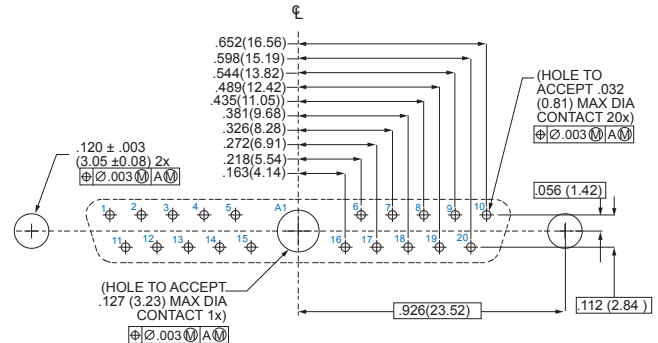 ℄
.652(16.56)
.598(15.19)
.544(13.82)
.489(12.42)
.435(11.05))
.381(9.68)
.326(8.28)
.272(6.91)
.218(5.54)
.163(4.14)
(HOLE TO
ACCEPT .032
(0.81) MAX DIA
CONTACT 20x)
⌖ Ø.003 Ⓜ A Ⓜ
.120 ± .003
(3.05 ±0.08) 2x
⌖ Ø.003 Ⓜ A Ⓜ
.056 (1.42)
1 2 3 4 5 A1 6 7 8 9 10
11 12 13 14 15 16 17 18 19 20
(HOLE TO ACCEPT
.127 (3.23) MAX DIA
CONTACT 1x)
⌖ Ø.003 Ⓜ A Ⓜ
.926(23.52)
.112 (2.84 )